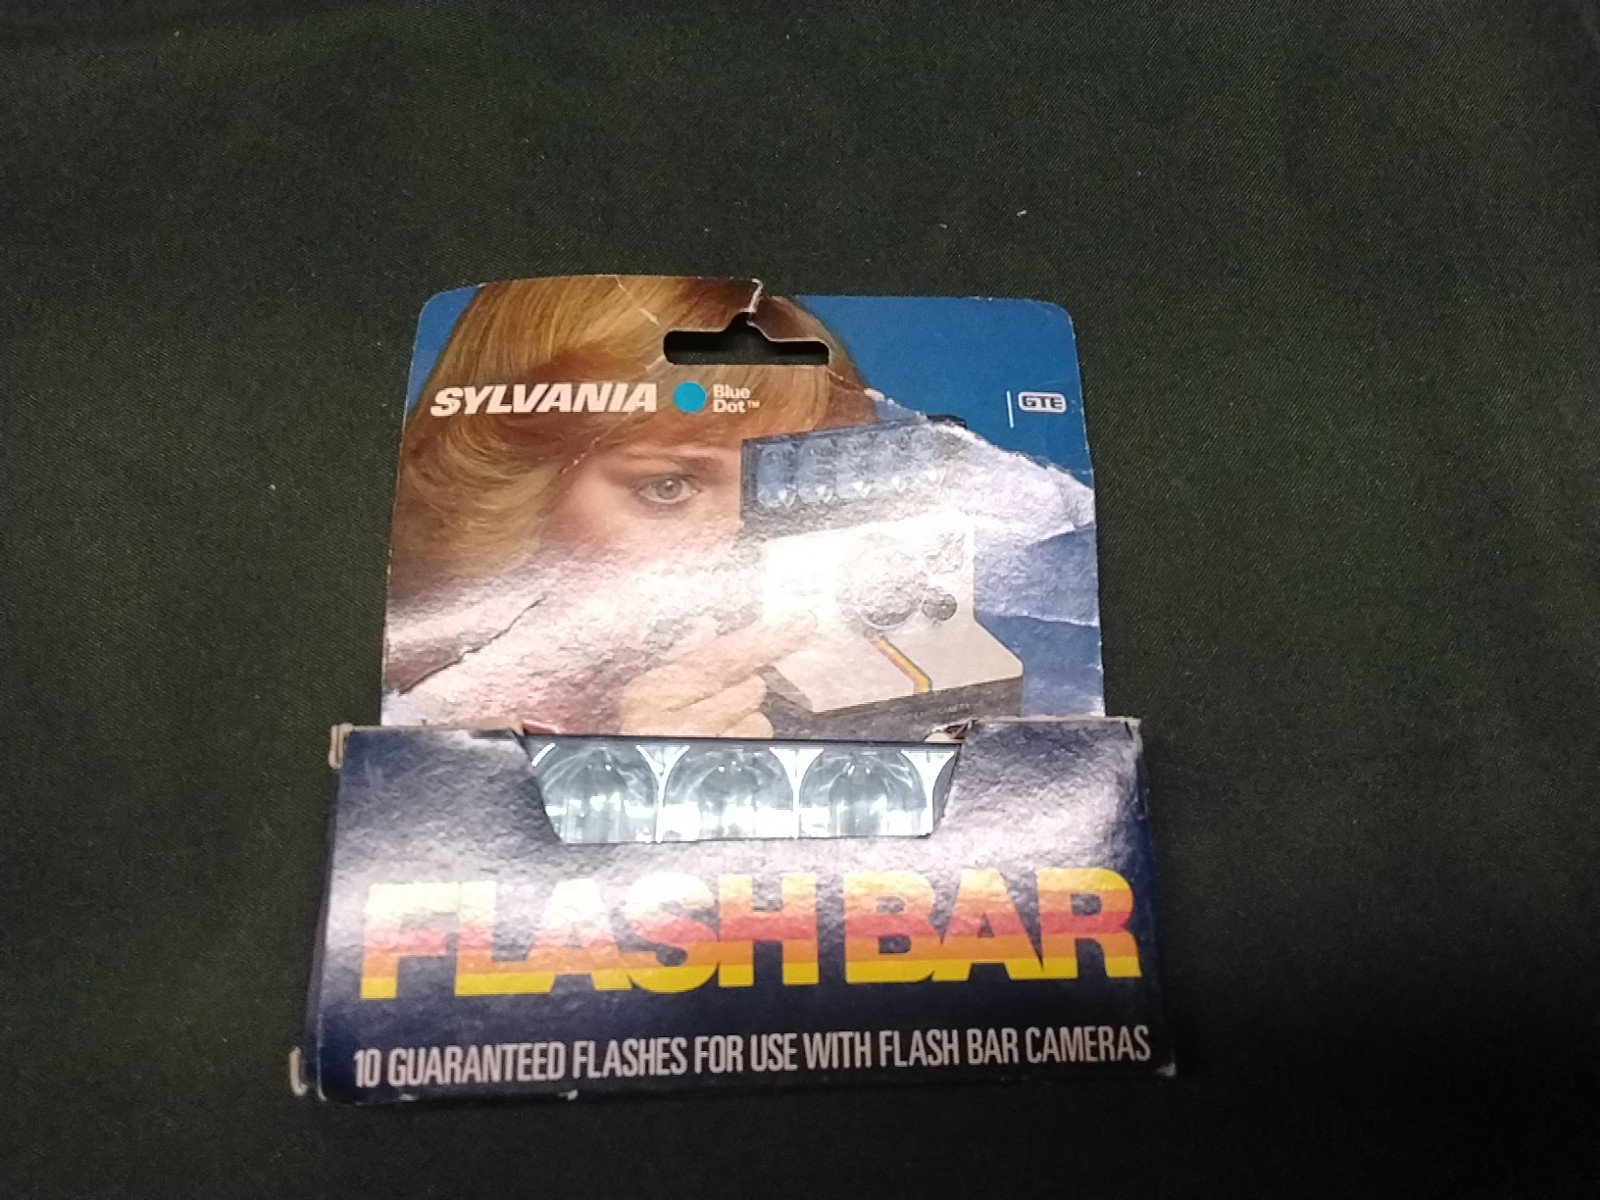 SYLVANIA Blue Dot™ GTE
FLASH BAR
10 GUARANTEED FLASHES FOR USE WITH FLASH BAR CAMERAS